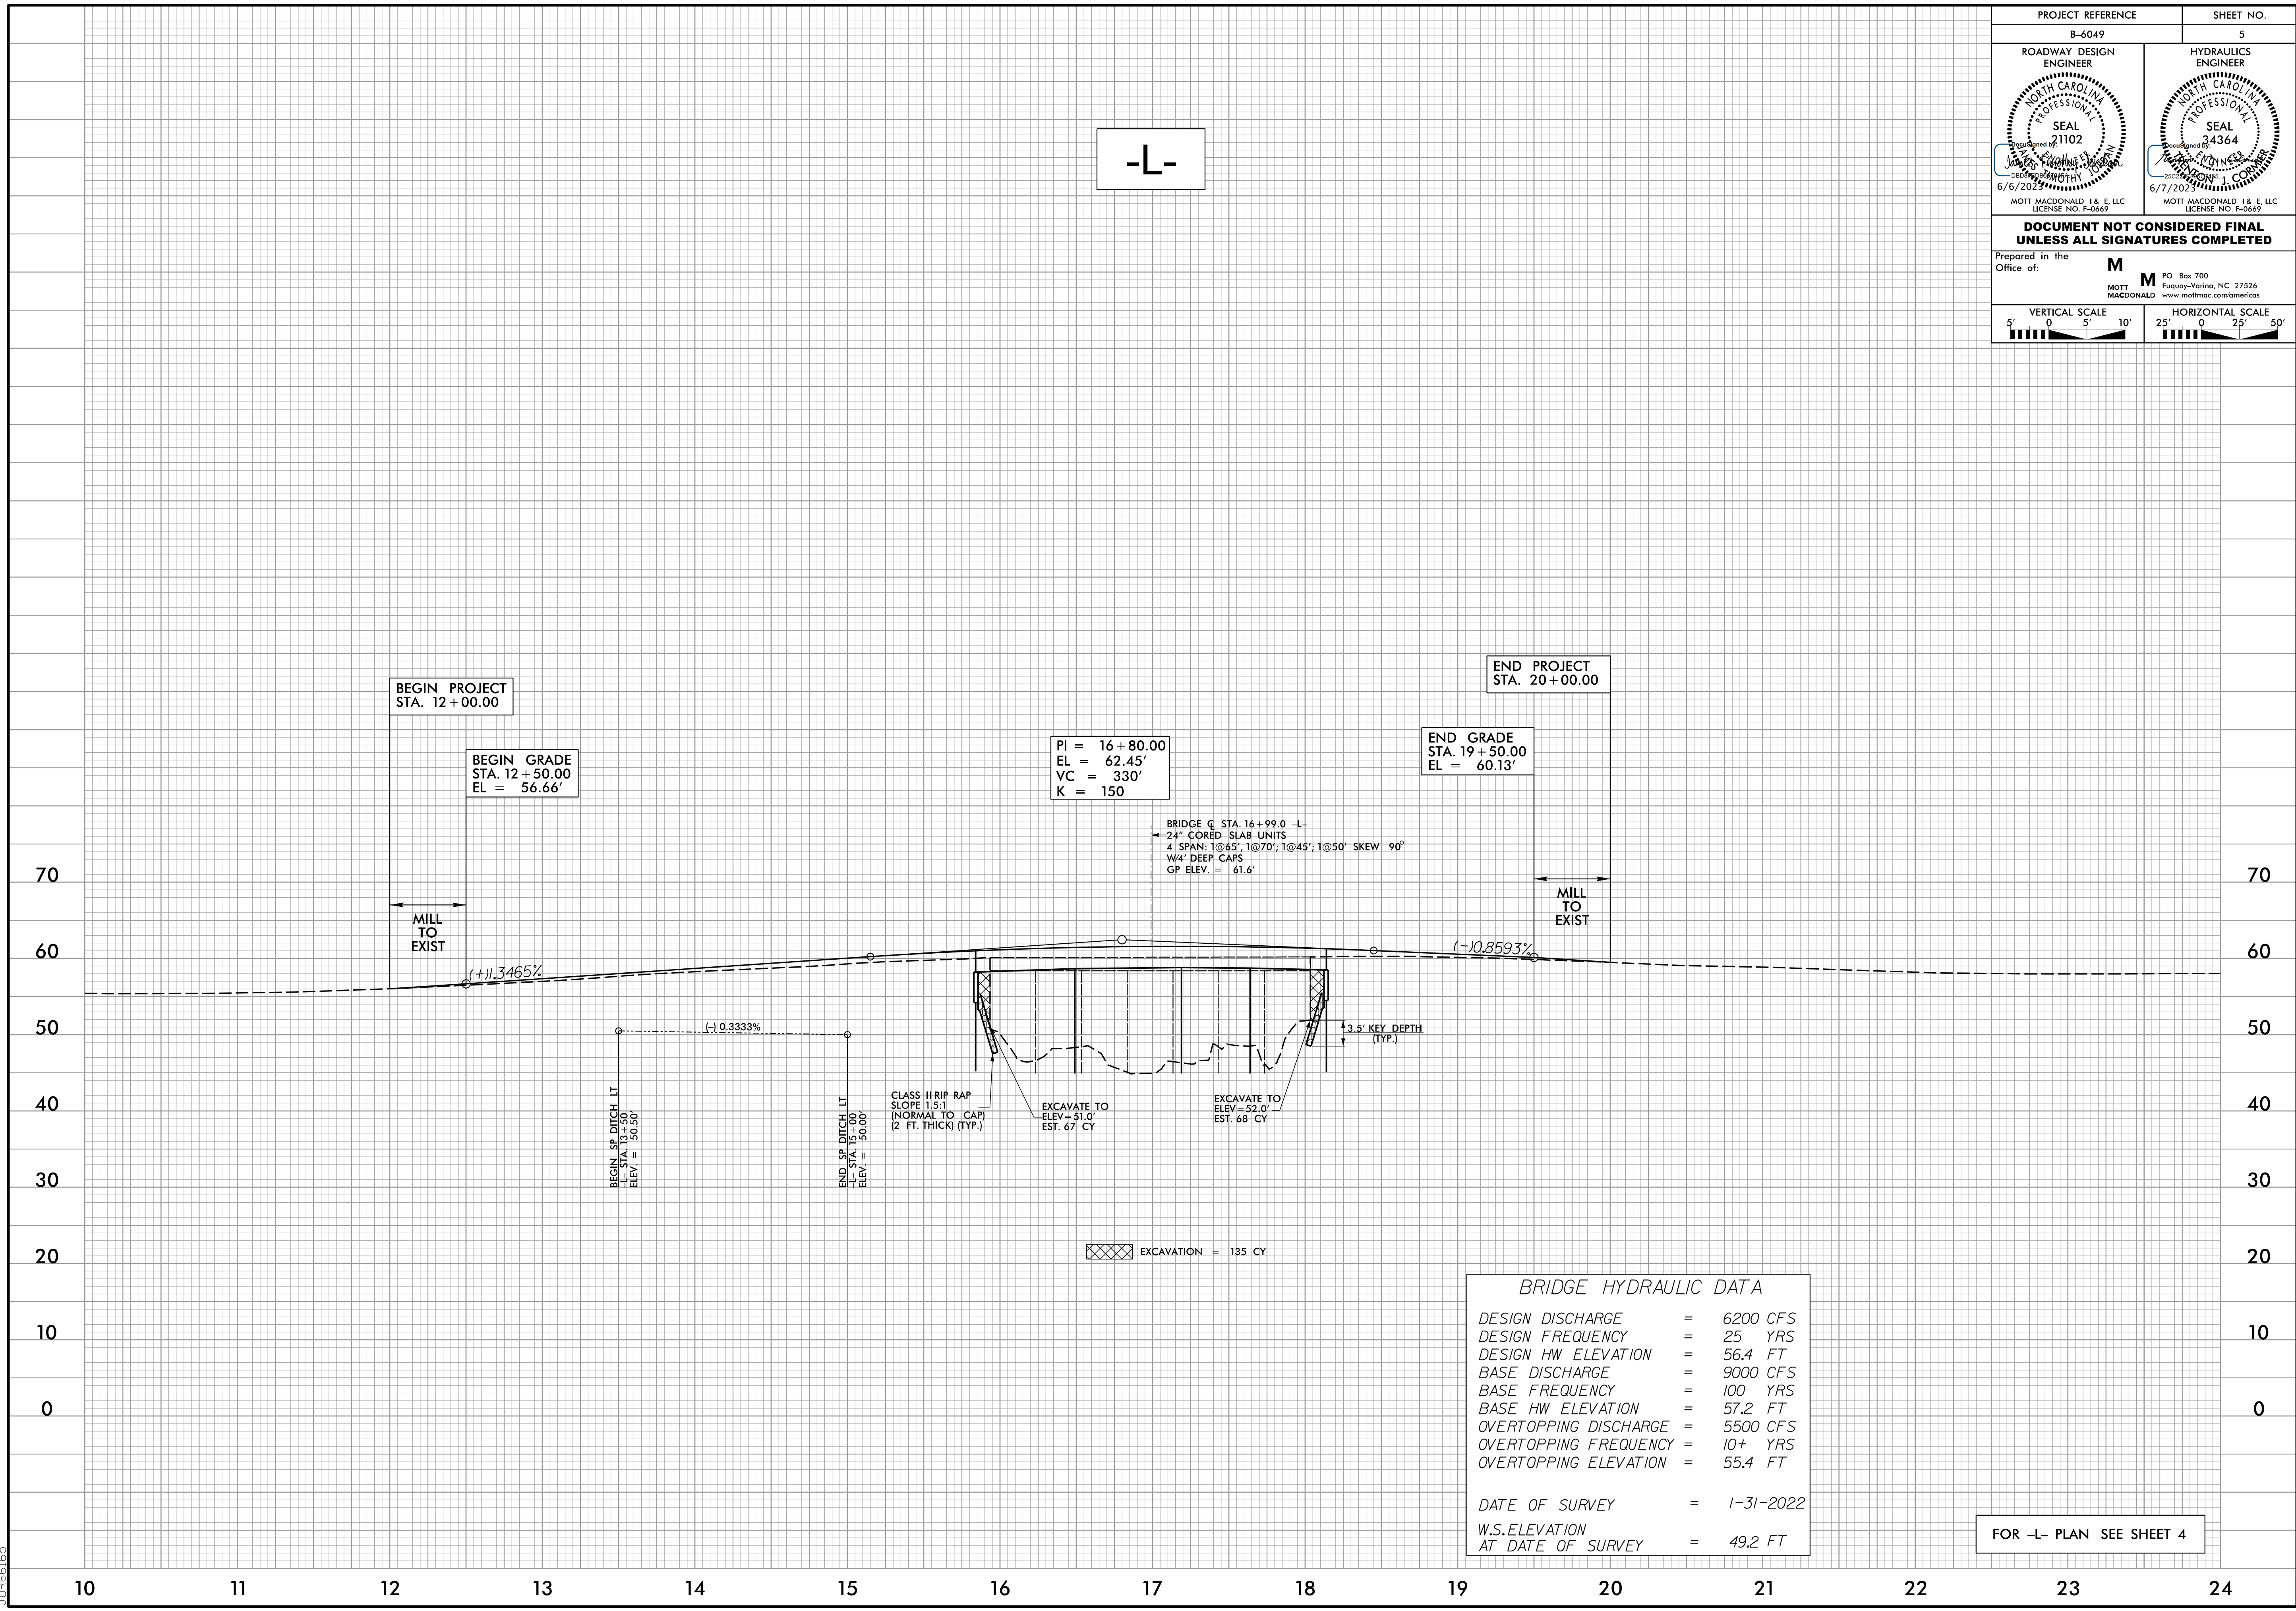 PROJECT REFERENCE
SHEET NO.
B–6049
5
ROADWAY DESIGN
ENGINEER
HYDRAULICS
ENGINEER
NORTH CAROLINA
PROFESSIONAL
SEAL
21102
ENGINEER
TIMOTHY JORDAN
DocuSigned by:
6/6/2023
NORTH CAROLINA
PROFESSIONAL
SEAL
34364
ENGINEER
TRENTON J. CORMIER
DocuSigned by:
6/7/2023
MOTT MACDONALD I & E, LLC
LICENSE NO. F–0669
MOTT MACDONALD I & E, LLC
LICENSE NO. F–0669
DOCUMENT NOT CONSIDERED FINAL
UNLESS ALL SIGNATURES COMPLETED
Prepared in the
Office of:
M
M
MOTT
MACDONALD
PO Box 700
Fuquay–Varina, NC 27526
www.mottmac.com/americas
VERTICAL SCALE
5' 0 5' 10'
HORIZONTAL SCALE
25' 0 25' 50'
-L-
BEGIN PROJECT
STA. 12+00.00
END PROJECT
STA. 20+00.00
BEGIN GRADE
STA. 12+50.00
EL = 56.66'
PI = 16+80.00
EL = 62.45'
VC = 330'
K = 150
END GRADE
STA. 19+50.00
EL = 60.13'
BRIDGE ℄ STA. 16+99.0 –L–
24" CORED SLAB UNITS
4 SPAN: 1@65', 1@70'; 1@45'; 1@50' SKEW 90°
W/4' DEEP CAPS
GP ELEV. = 61.6'
MILL
TO
EXIST
MILL
TO
EXIST
(+)1.3465%
(-)0.8593%
(–) 0.3333%
3.5' KEY DEPTH
(TYP.)
BEGIN SP DITCH LT
–L– STA. 13+50
ELEV. = 50.50'
END SP DITCH LT
–L– STA. 15+00
ELEV. = 50.00'
CLASS II RIP RAP
SLOPE 1.5:1
(NORMAL TO CAP)
(2 FT. THICK) (TYP.)
EXCAVATE TO
ELEV=51.0'
EST. 67 CY
EXCAVATE TO
ELEV=52.0'
EST. 68 CY
EXCAVATION = 135 CY
BRIDGE HYDRAULIC DATA
DESIGN DISCHARGE = 6200 CFS
DESIGN FREQUENCY = 25 YRS
DESIGN HW ELEVATION = 56.4 FT
BASE DISCHARGE = 9000 CFS
BASE FREQUENCY = 100 YRS
BASE HW ELEVATION = 57.2 FT
OVERTOPPING DISCHARGE = 5500 CFS
OVERTOPPING FREQUENCY = 10+ YRS
OVERTOPPING ELEVATION = 55.4 FT
DATE OF SURVEY = 1-31-2022
W.S.ELEVATION
AT DATE OF SURVEY = 49.2 FT
FOR –L– PLAN SEE SHEET 4
70 70
60 60
50 50
40 40
30 30
20 20
10 10
0 0
10 11 12 13 14 15 16 17 18 19 20 21 22 23 24